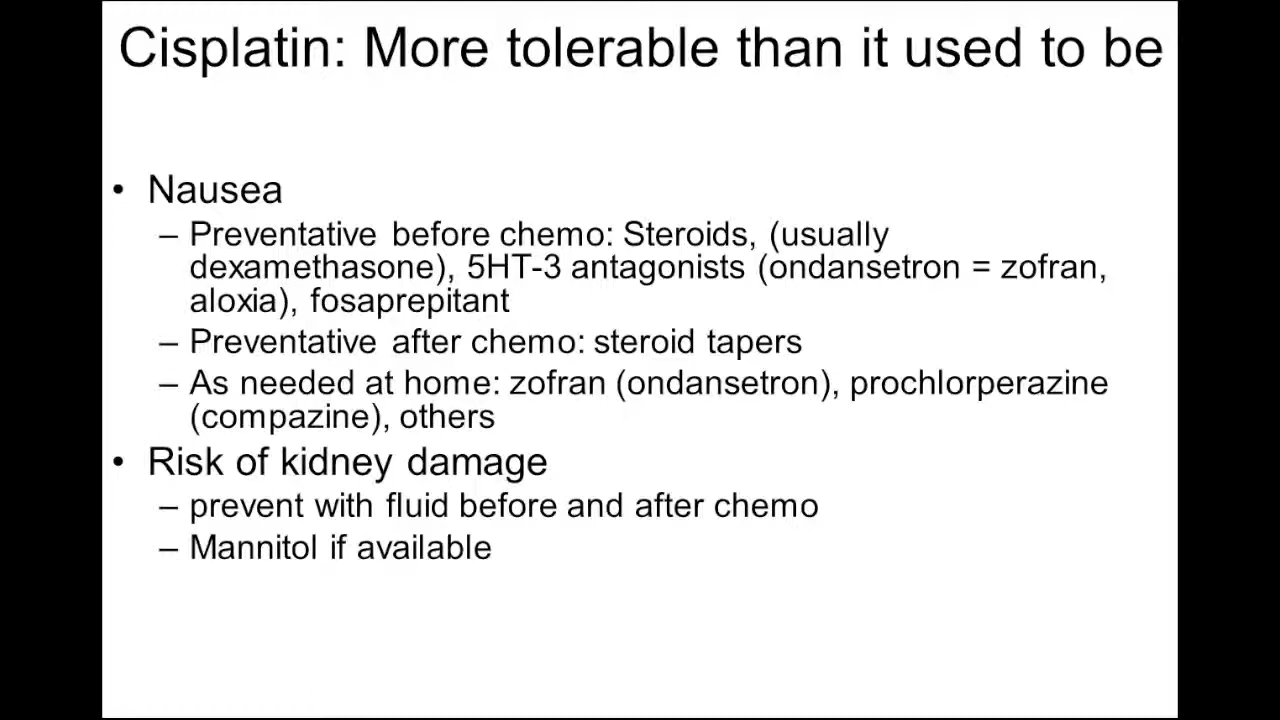 Cisplatin: More tolerable than it used to be
• Nausea
– Preventative before chemo: Steroids, (usually
dexamethasone), 5HT-3 antagonists (ondansetron = zofran,
aloxia), fosaprepitant
– Preventative after chemo: steroid tapers
– As needed at home: zofran (ondansetron), prochlorperazine
(compazine), others
• Risk of kidney damage
– prevent with fluid before and after chemo
– Mannitol if available